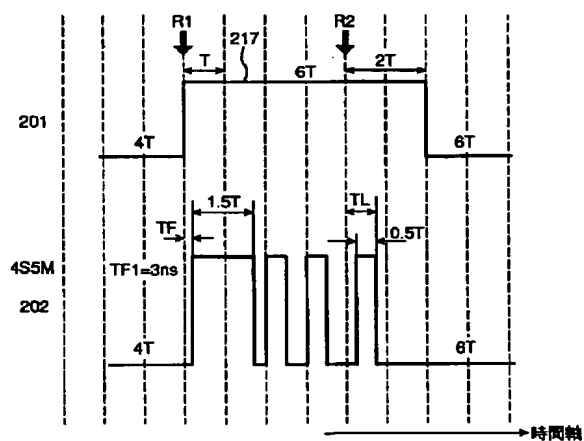 R1
R2
T
217
6T
2T
201
4T
6T
1.5T
TL
TF
0.5T
4S5M
TF1=3ns
202
4T
6T
時間軸